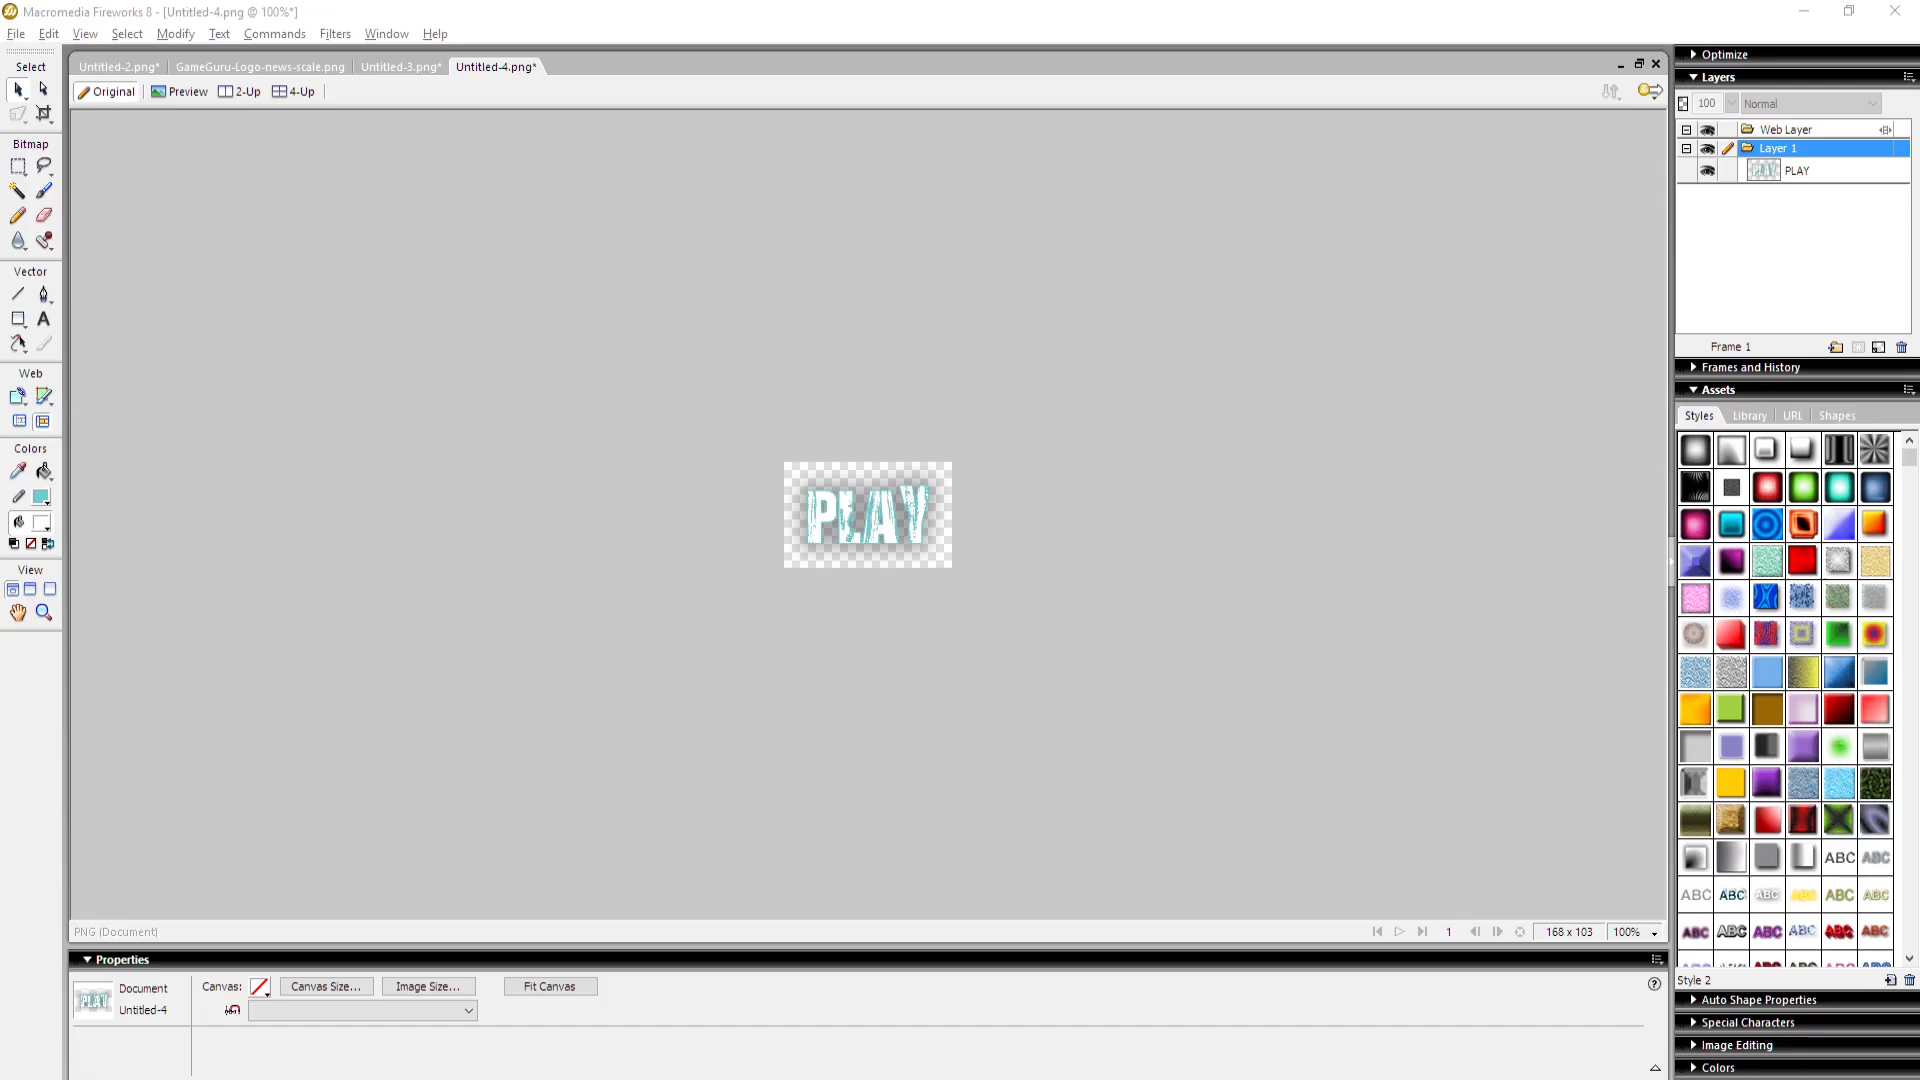 Macromedia Fireworks 8 - [Untitled-4.png @ 100%*]
File Edit View Select Modify Text Commands Filters Window Help
Select
Bitmap
Vector
Web
Colors
View
Untitled-2.png* GameGuru-Logo-news-scale.png Untitled-3.png* Untitled-4.png*
Original Preview 2-Up 4-Up
PLAY
PNG (Document)
1 168 x 103 100%
Properties
Document
Untitled-4
Canvas: Canvas Size... Image Size... Fit Canvas
Optimize
Layers
100 Normal
Web Layer
Layer 1
PLAY PLAY
Frame 1
Frames and History
Assets
Styles Library URL Shapes
ABC ABC
ABC ABC ABC ABC ABC ABC
ABC ABC ABC ABC ABC ABC
Style 2
Auto Shape Properties
Special Characters
Image Editing
Colors